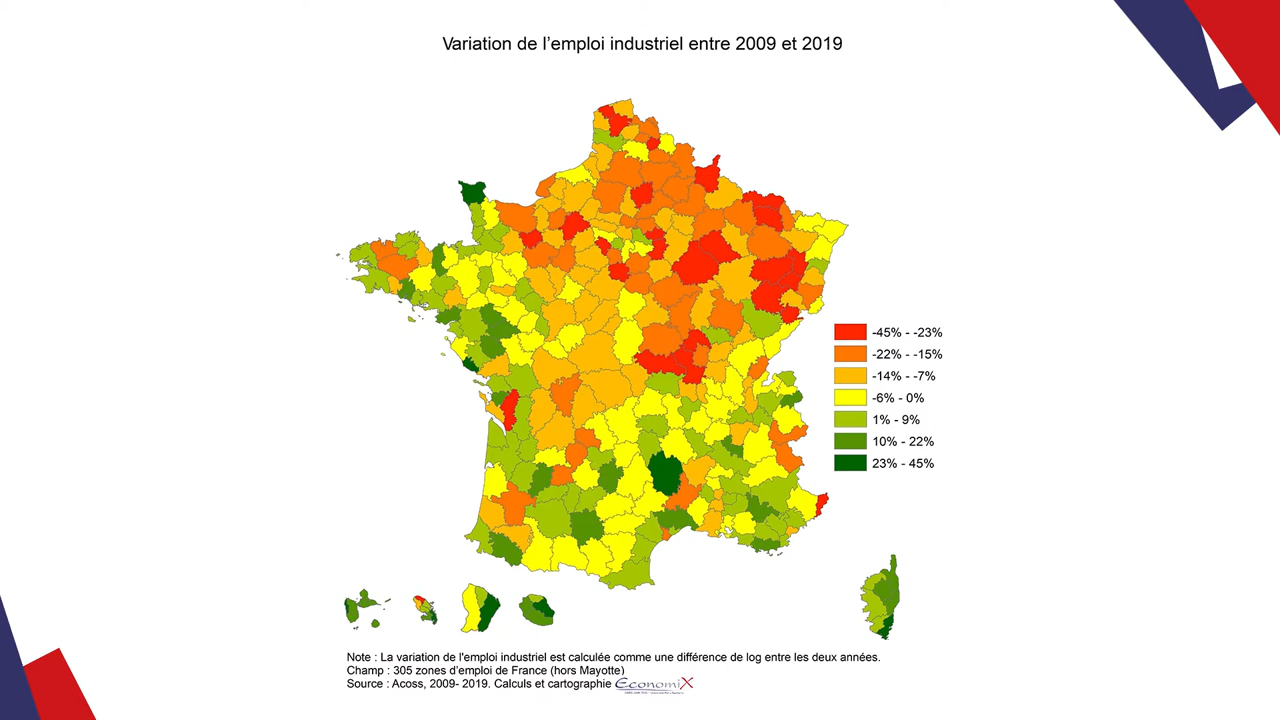 Variation de l'emploi industriel entre 2009 et 2019
-45% - -23%
-22% - -15%
-14% - -7%
-6% - 0%
1% - 9%
10% - 22%
23% - 45%
Note : La variation de l'emploi industriel est calculée comme une différence de log entre les deux années.
Champ : 305 zones d'emploi de France (hors Mayotte)
Source : Acoss, 2009- 2019. Calculs et cartographie EconomiX